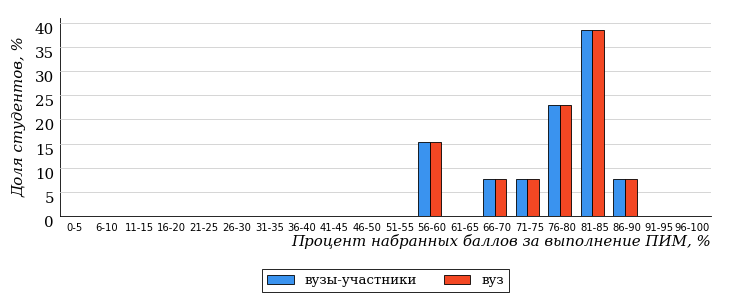 40
35
30
25
20
15
10
5
0
Доля студентов, %
0-5 6-10 11-15 16-20 21-25 26-30 31-35 36-40 41-45 46-50 51-55 56-60 61-65 66-70 71-75 76-80 81-85 86-90 91-95 96-100
Процент набранных баллов за выполнение ПИМ, %
вузы-участники вуз